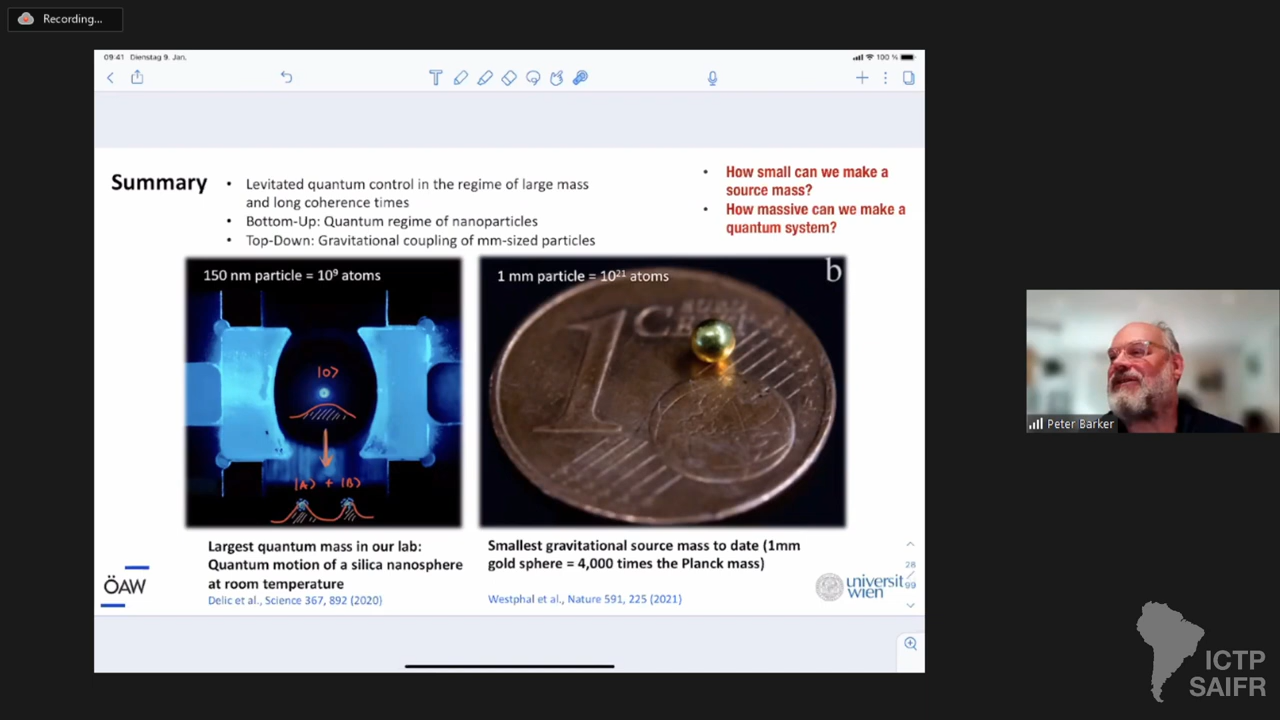 Recording...
09:41 Dienstag 9. Jan.
100 %
Summary
• Levitated quantum control in the regime of large mass
and long coherence times
• Bottom-Up: Quantum regime of nanoparticles
• Top-Down: Gravitational coupling of mm-sized particles
• How small can we make a
source mass?
• How massive can we make a
quantum system?
150 nm particle = 10⁹ atoms
|0⟩
|A⟩ + |B⟩
1 mm particle = 10²¹ atoms
b
1
Largest quantum mass in our lab:
Quantum motion of a silica nanosphere
at room temperature
Delic et al., Science 367, 892 (2020)
Smallest gravitational source mass to date (1mm
gold sphere = 4,000 times the Planck mass)
Westphal et al., Nature 591, 225 (2021)
ÖAW
universität
wien
28
99
Peter Barker
ICTP
SAIFR